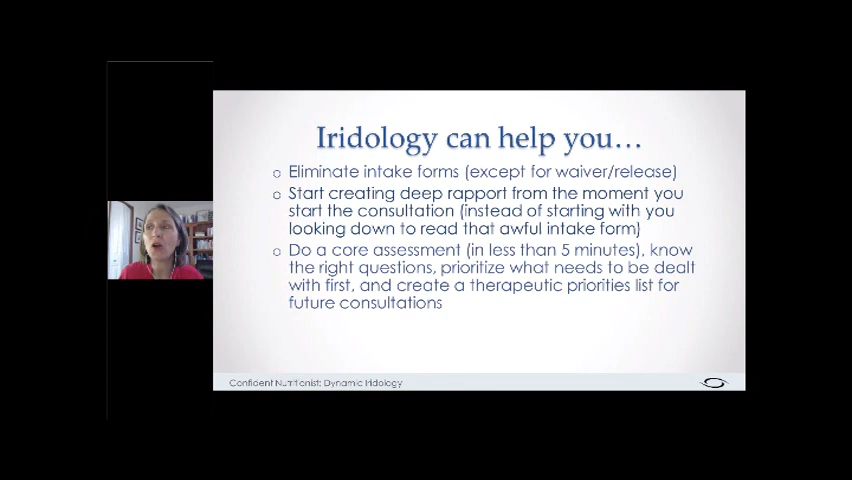 Iridology can help you...
Eliminate intake forms (except for waiver/release)
Start creating deep rapport from the moment you
start the consultation (instead of starting with you
looking down to read that awful intake form)
Do a core assessment (in less than 5 minutes), know
the right questions, prioritize what needs to be dealt
with first, and create a therapeutic priorities list for
future consultations
Confident Nutritionist: Dynamic Iridology